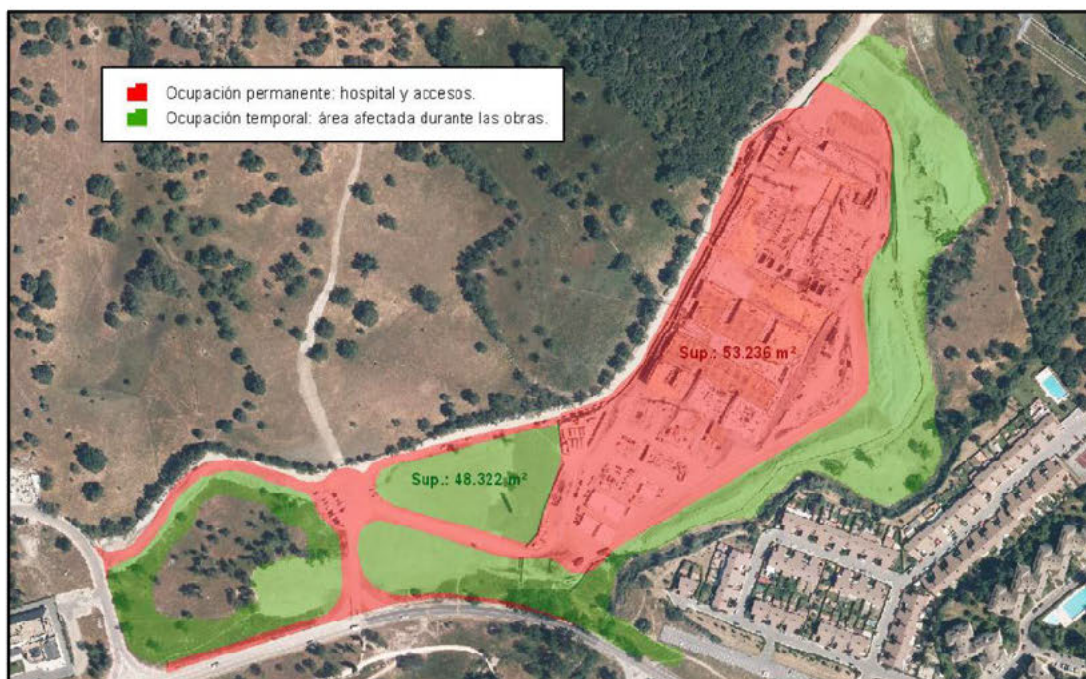 Ocupación permanente: hospital y accesos.
Ocupación temporal: área afectada durante las obras.
Sup.: 53.236 m²
Sup.: 48.322 m²